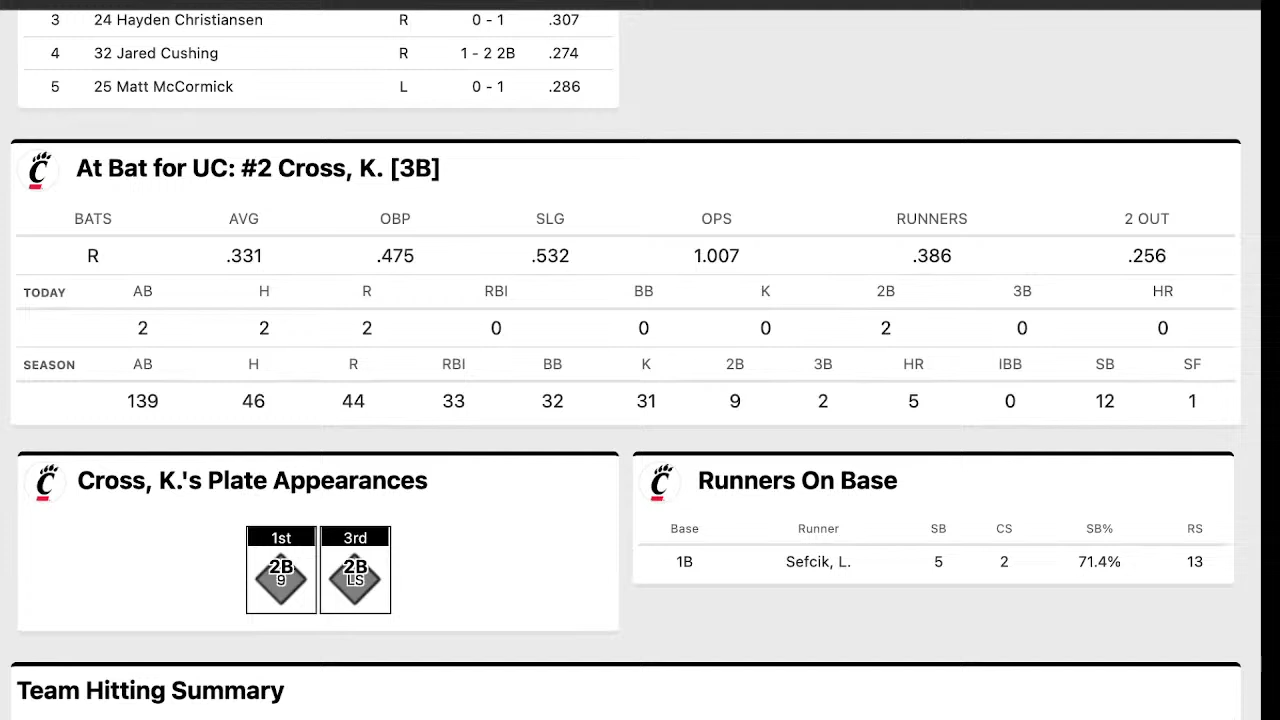 3 24 Hayden Christiansen R 0 - 1 .307
4 32 Jared Cushing R 1 - 2 2B .274
5 25 Matt McCormick L 0 - 1 .286
C At Bat for UC: #2 Cross, K. [3B]
BATS AVG OBP SLG OPS RUNNERS 2 OUT
R .331 .475 .532 1.007 .386 .256
TODAY AB H R RBI BB K 2B 3B HR
2 2 2 0 0 0 2 0 0
SEASON AB H R RBI BB K 2B 3B HR IBB SB SF
139 46 44 33 32 31 9 2 5 0 12 1
C Cross, K.'s Plate Appearances
1st 3rd
2B 2B
9 LS
C Runners On Base
Base Runner SB CS SB% RS
1B Sefcik, L. 5 2 71.4% 13
Team Hitting Summary